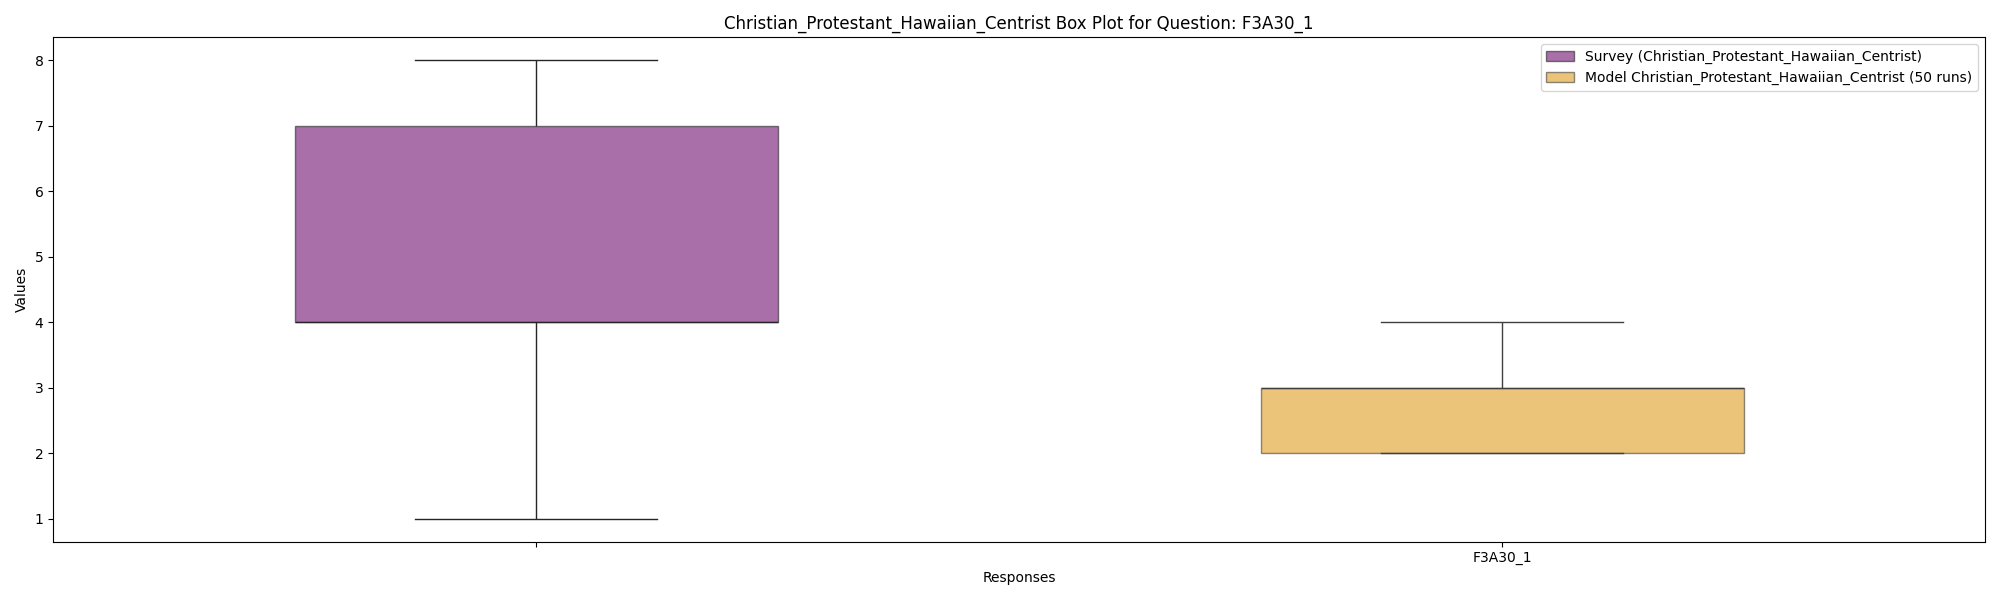 Christian_Protestant_Hawaiian_Centrist Box Plot for Question: F3A30_1
Survey (Christian_Protestant_Hawaiian_Centrist)
Model Christian_Protestant_Hawaiian_Centrist (50 runs)
8
7
6
5
4
3
2
1
Values
F3A30_1
Responses